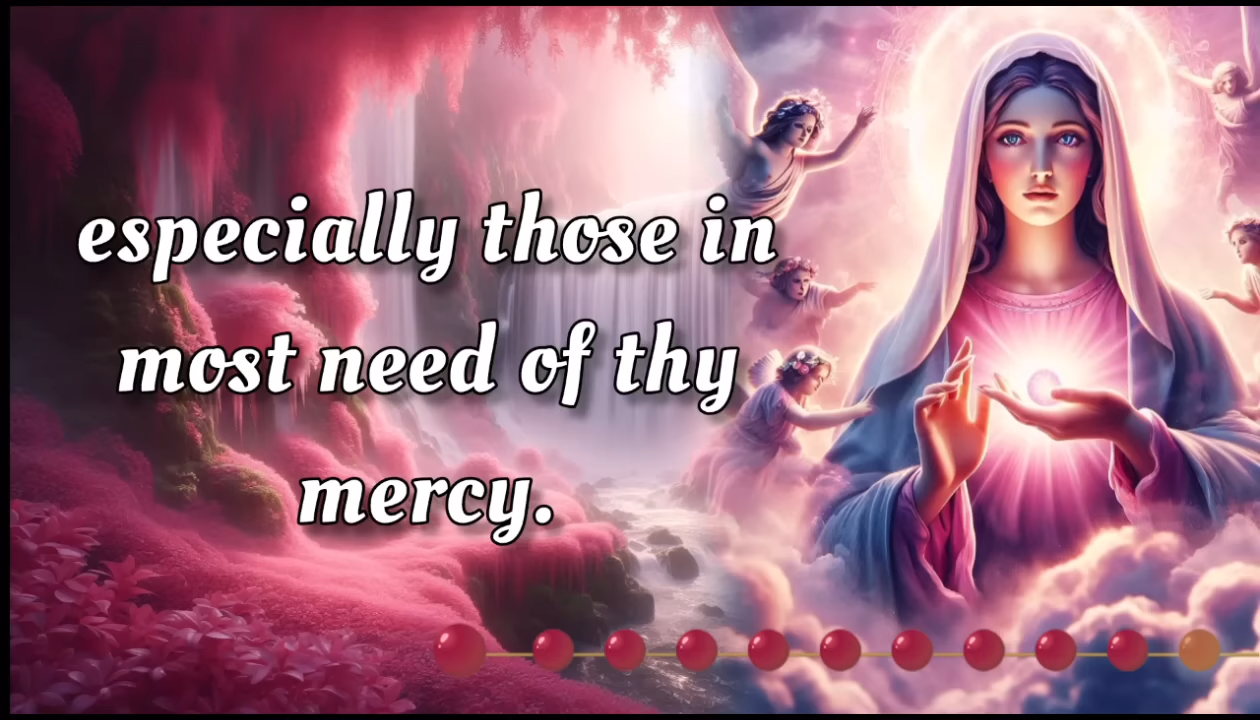 especially those in
most need of thy
mercy.